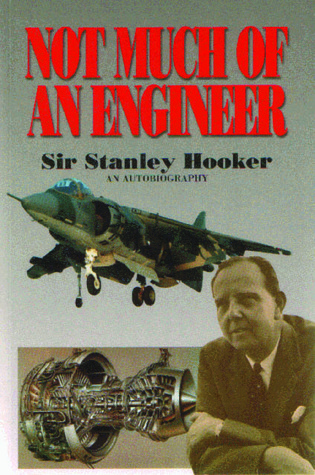 NOT MUCH OF
AN ENGINEER
Sir Stanley Hooker
AN AUTOBIOGRAPHY